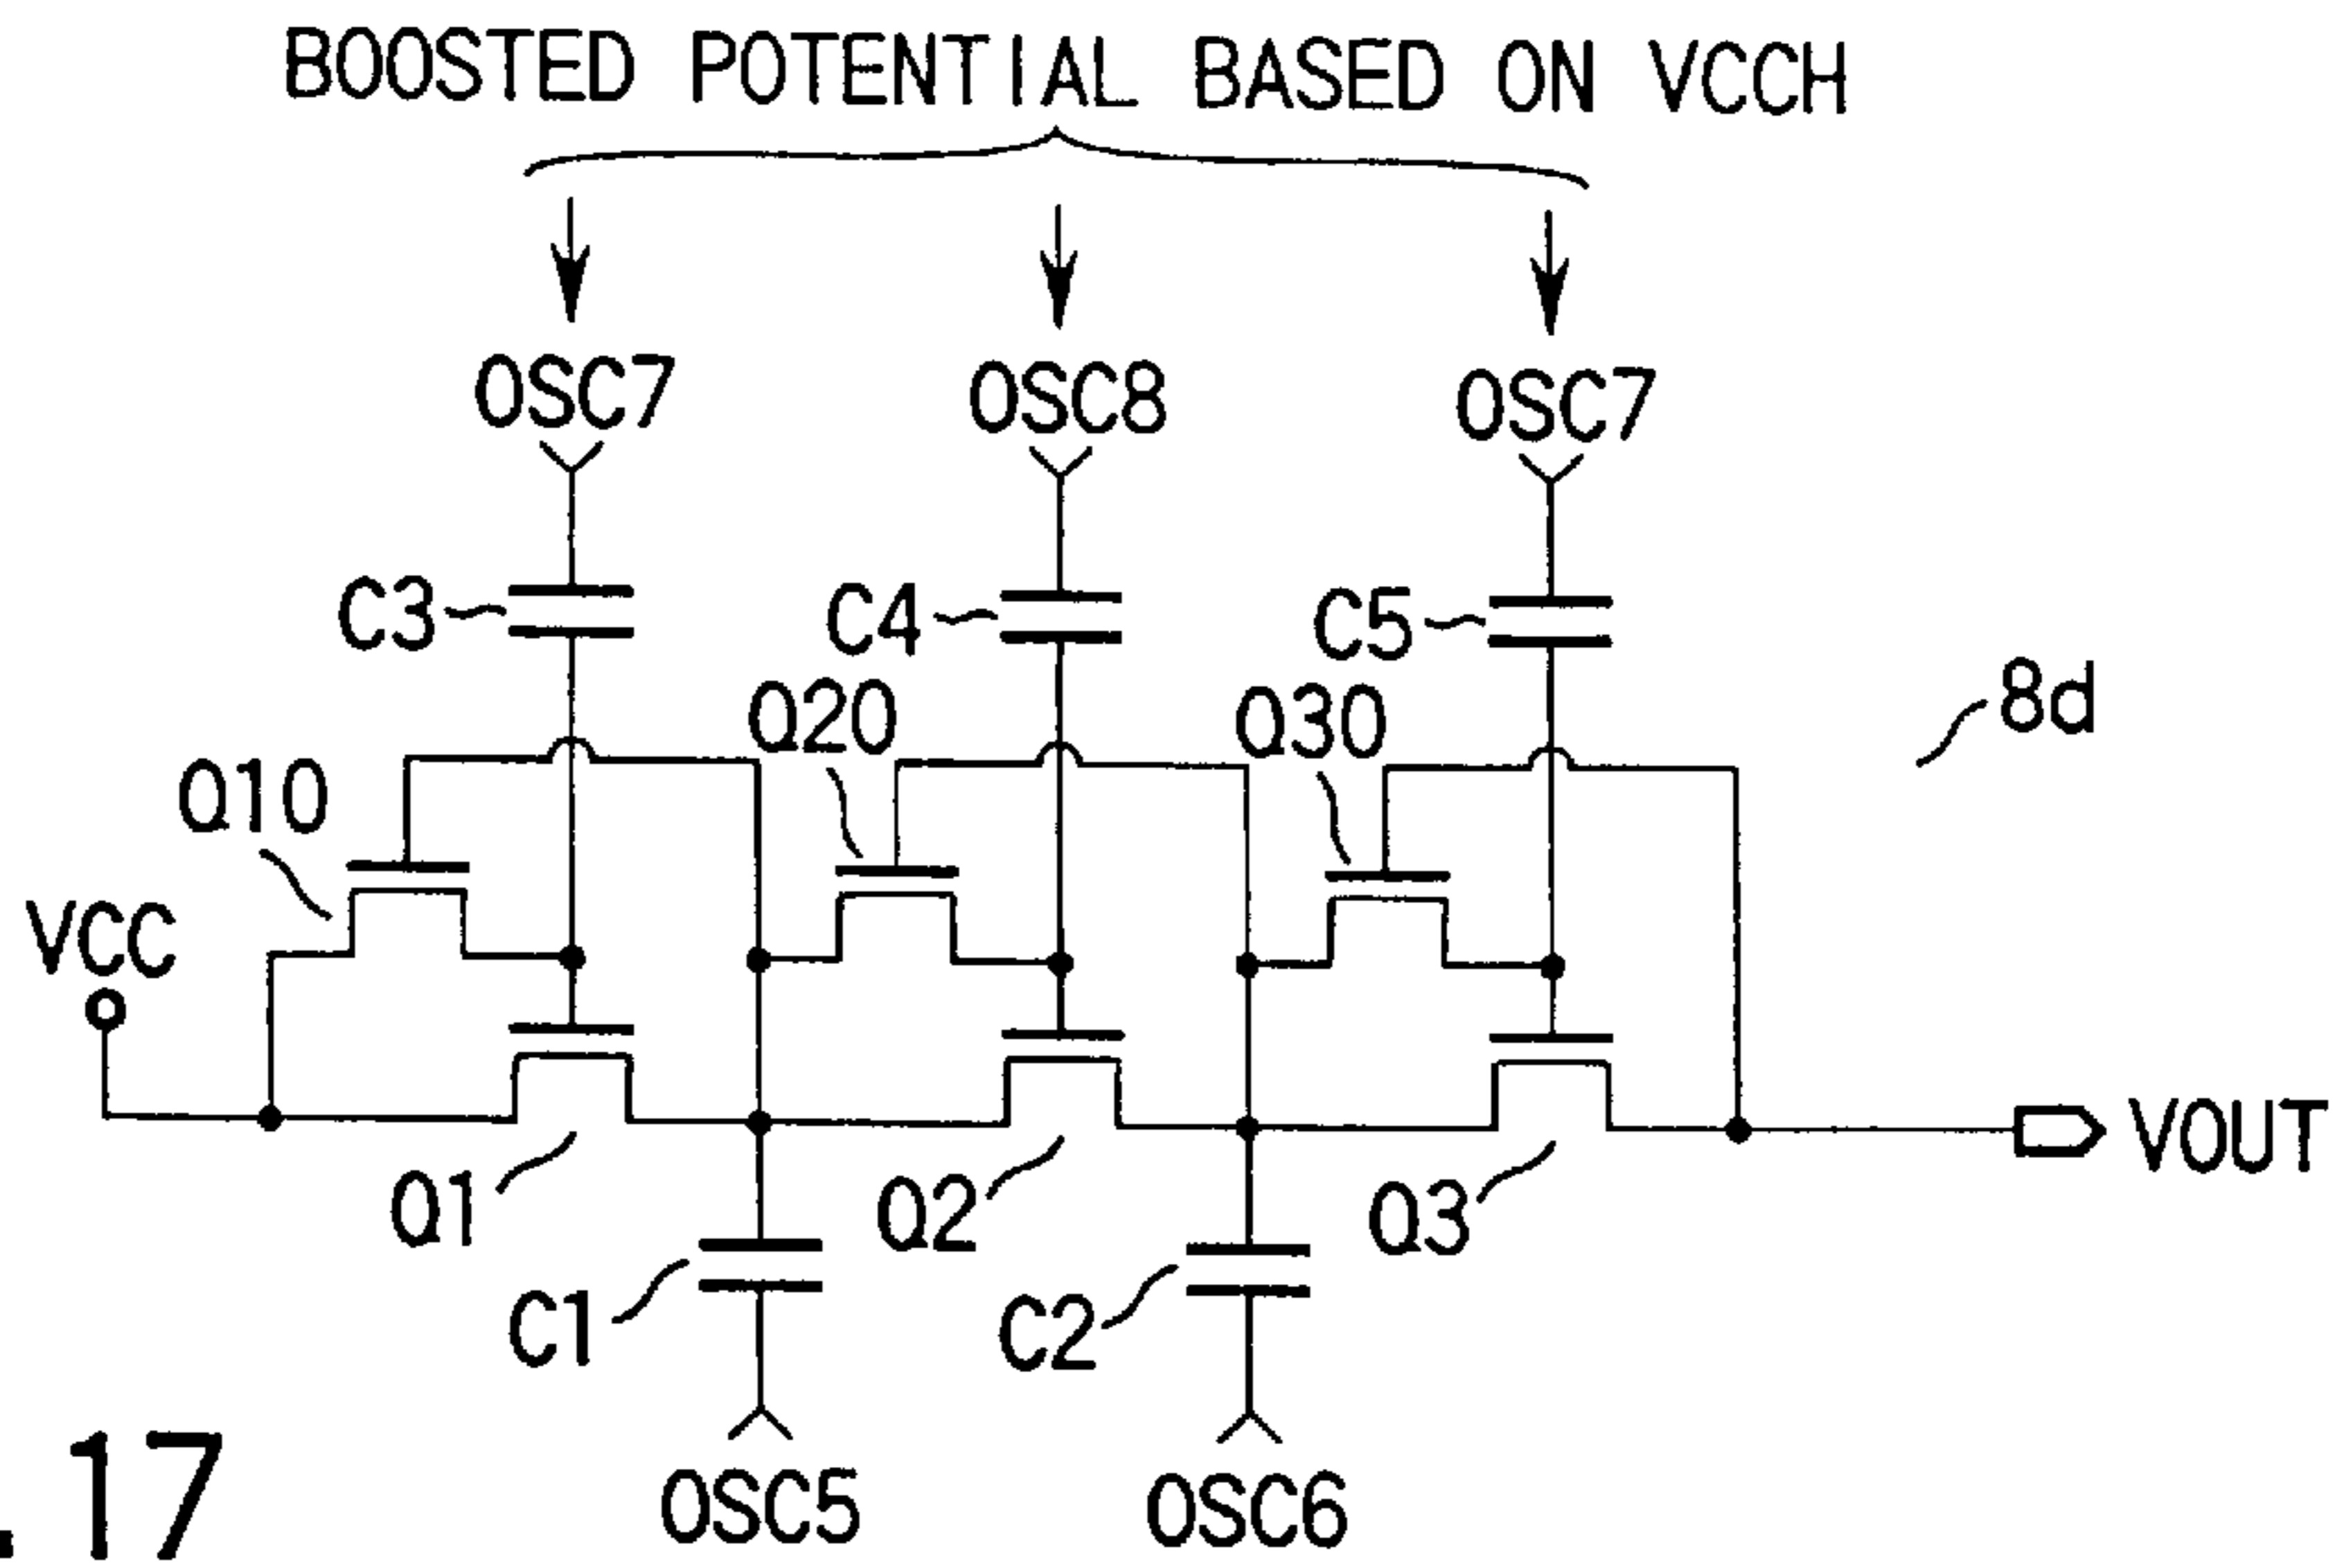 BOOSTED POTENTIAL BASED ON VCCH
OSC7 OSC8 OSC7
C3 C4 C5
Q10 Q20 Q30 8d
VCC
Q1 Q2 Q3 VOUT
C1 C2
OSC5 OSC6
.17